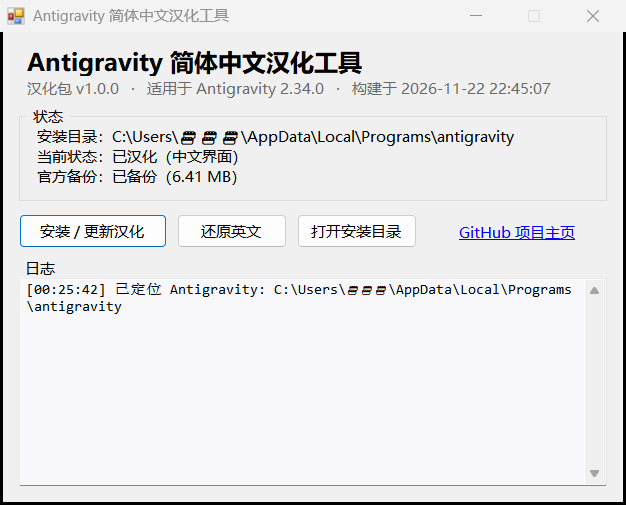 Antigravity 简体中文汉化工具
Antigravity 简体中文汉化工具
汉化包 v1.0.0 · 适用于 Antigravity 2.34.0 · 构建于 2026-11-22 22:45:07
状态
安装目录: C:\Users\🗃🗃🗃\AppData\Local\Programs\antigravity
当前状态: 已汉化（中文界面）
官方备份: 已备份（6.41 MB）
安装 / 更新汉化 还原英文 打开安装目录 GitHub 项目主页
日志
[00:25:42] 已定位 Antigravity: C:\Users\🗃🗃🗃\AppData\Local\Programs
\antigravity